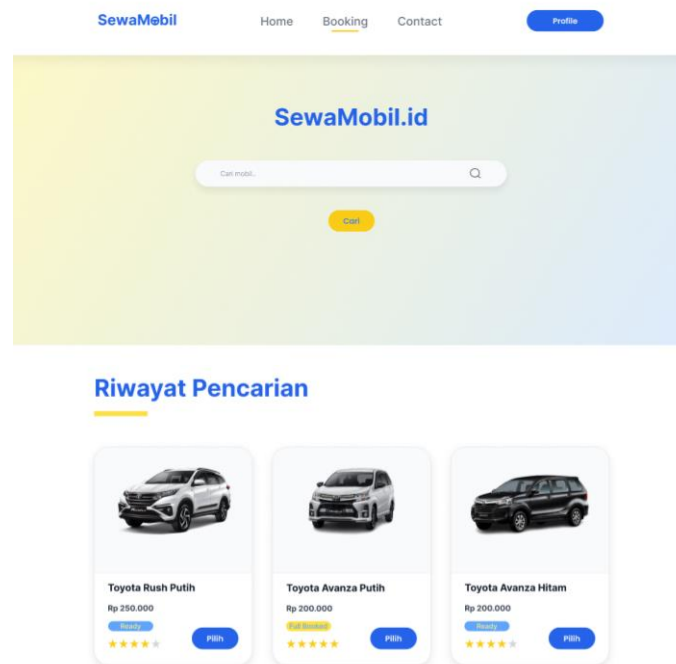 SewaMobil
Home Booking Contact Profile
SewaMobil.id
Cari mobil..
Cari
Riwayat Pencarian
Toyota Rush Putih
Rp 250.000
Ready
Pilih
Toyota Avanza Putih
Rp 200.000
Full Booked
Pilih
Toyota Avanza Hitam
Rp 200.000
Ready
Pilih